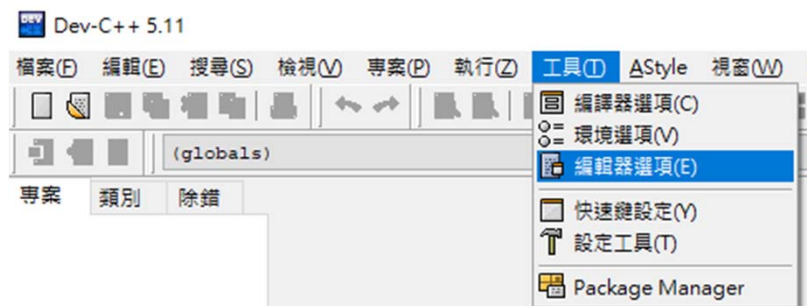 Dev-C++ 5.11
檔案(F) 編輯(E) 搜尋(S) 檢視(V) 專案(P) 執行(Z) 工具(T) AStyle 視窗(W)
編譯器選項(C)
環境選項(V)
(globals)
編輯器選項(E)
專案 類別 除錯
快速鍵設定(Y)
設定工具(T)
Package Manager